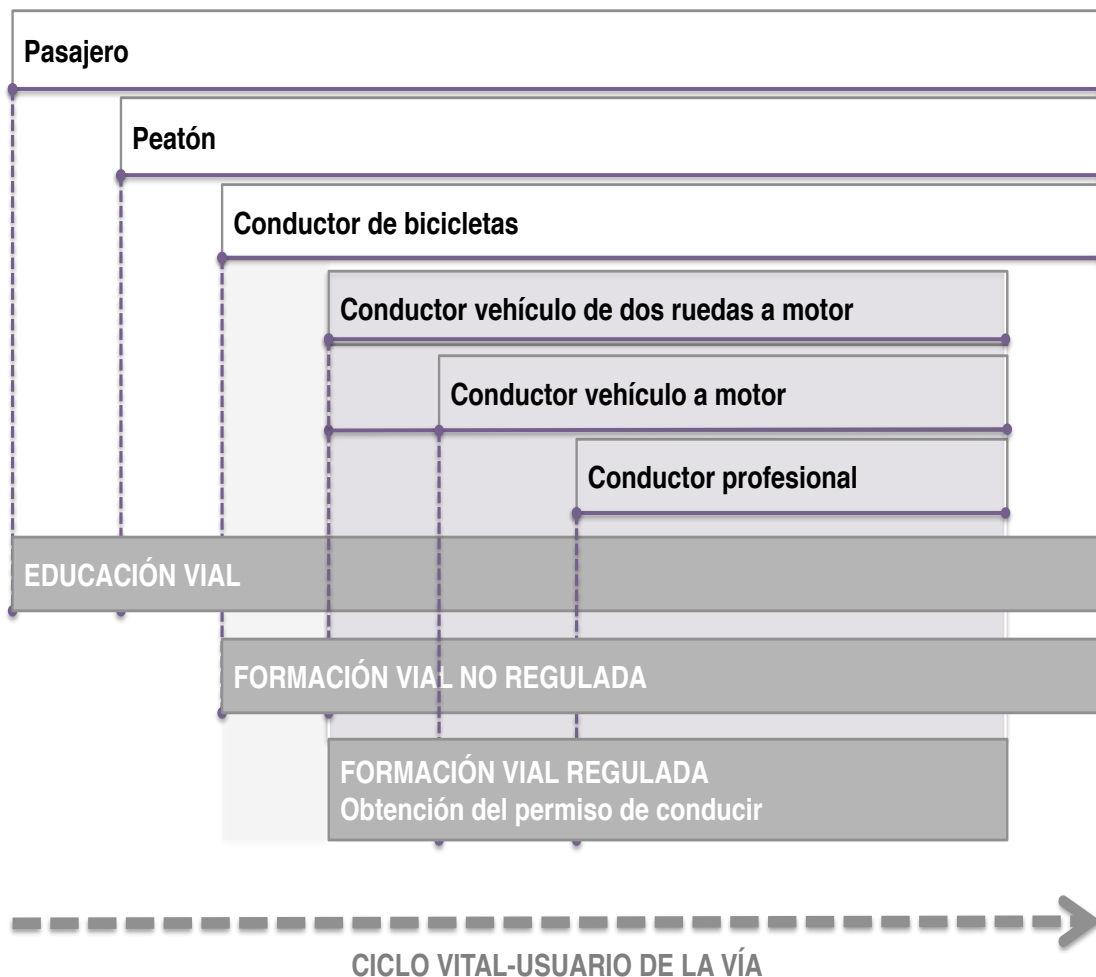 Pasajero
Peatón
Conductor de bicicletas
Conductor vehículo de dos ruedas a motor
Conductor vehículo a motor
Conductor profesional
EDUCACIÓN VIAL
FORMACIÓN VIAL NO REGULADA
FORMACIÓN VIAL REGULADA
Obtención del permiso de conducir
CICLO VITAL-USUARIO DE LA VÍA